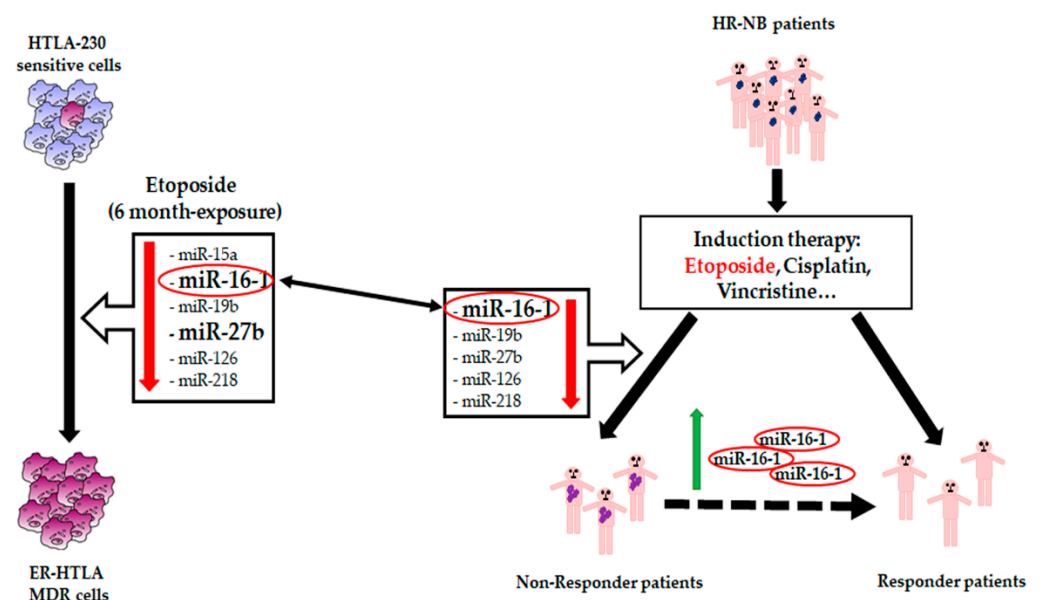 HTLA-230
sensitive cells
Etoposide
(6 month-exposure)
- miR-15a
- miR-16-1
- miR-19b
- miR-27b
- miR-126
- miR-218
ER-HTLA
MDR cells
HR-NB patients
Induction therapy:
Etoposide, Cisplatin,
Vincristine…
- miR-16-1
- miR-19b
- miR-27b
- miR-126
- miR-218
miR-16-1
miR-16-1
miR-16-1
Non-Responder patients
Responder patients